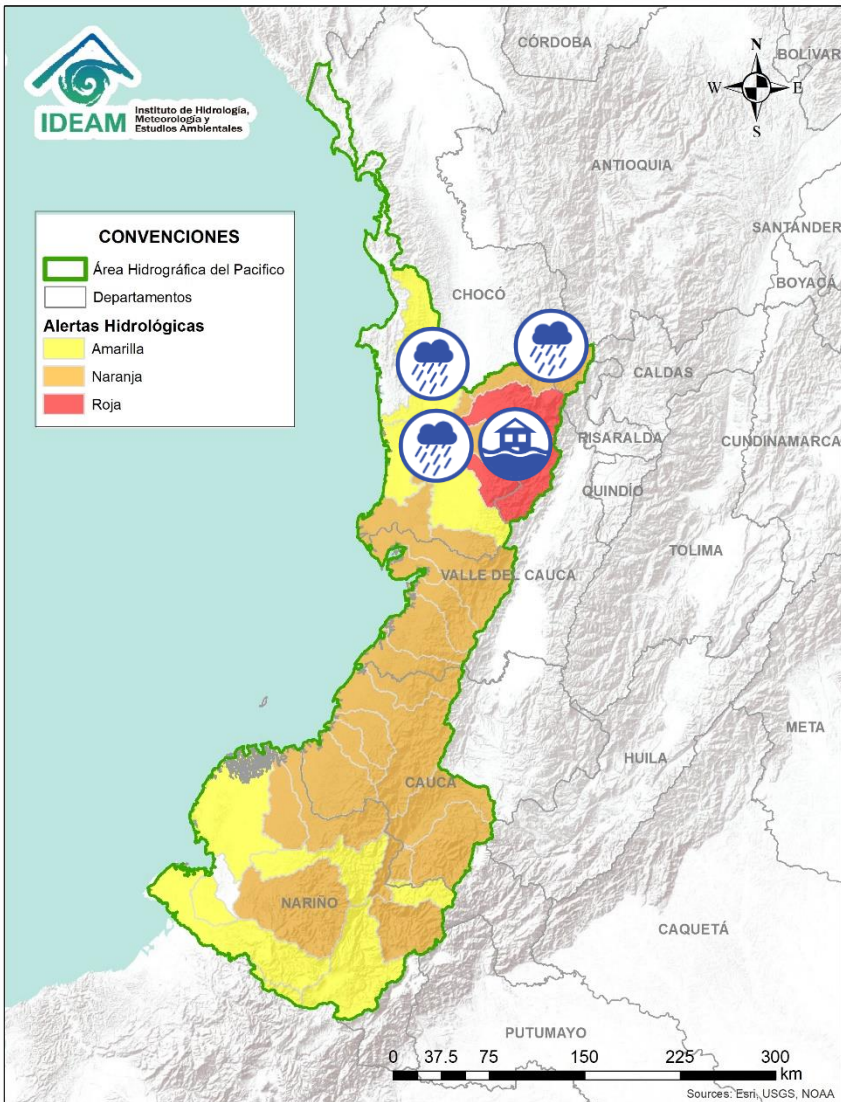 IDEAM
Instituto de Hidrología,
Meteorología y
Estudios Ambientales
CÓRDOBA
BOLÍVAR
N
W
E
S
ANTIOQUIA
SANTANDER
BOYACÁ
CONVENCIONES
Área Hidrográfica del Pacifico
Departamentos
Alertas Hidrológicas
Amarilla
Naranja
Roja
CHOCÓ
CALDAS
RISARALDA
CUNDINAMARCA
QUINDÍO
TOLIMA
VALLE DEL CAUCA
META
HUILA
CAUCA
NARIÑO
CAQUETÁ
PUTUMAYO
0 37.5 75 150 225 300
km
Sources: Esri, USGS, NOAA